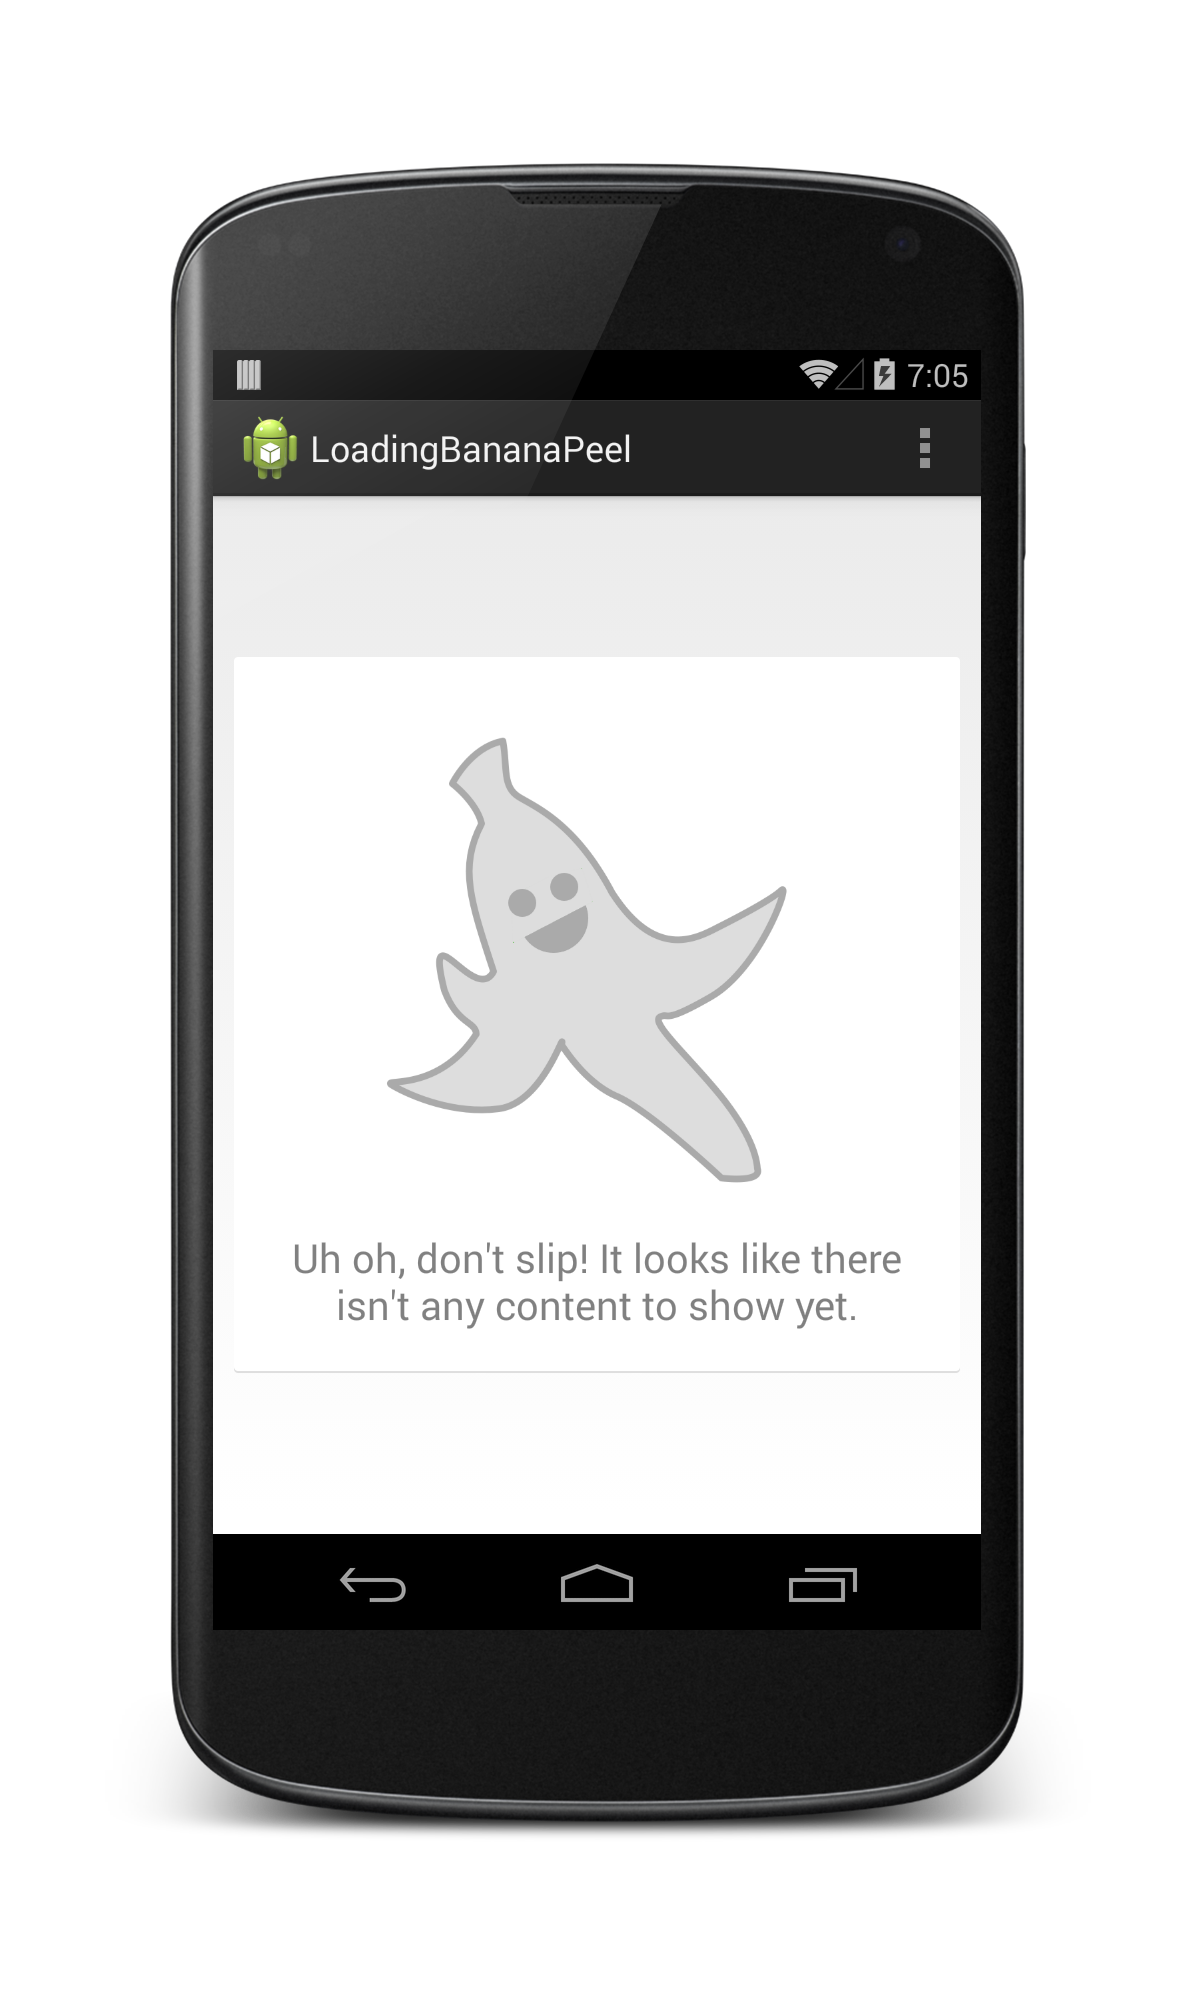 7:05
LoadingBananaPeel
Uh oh, don't slip! It looks like there
isn't any content to show yet.